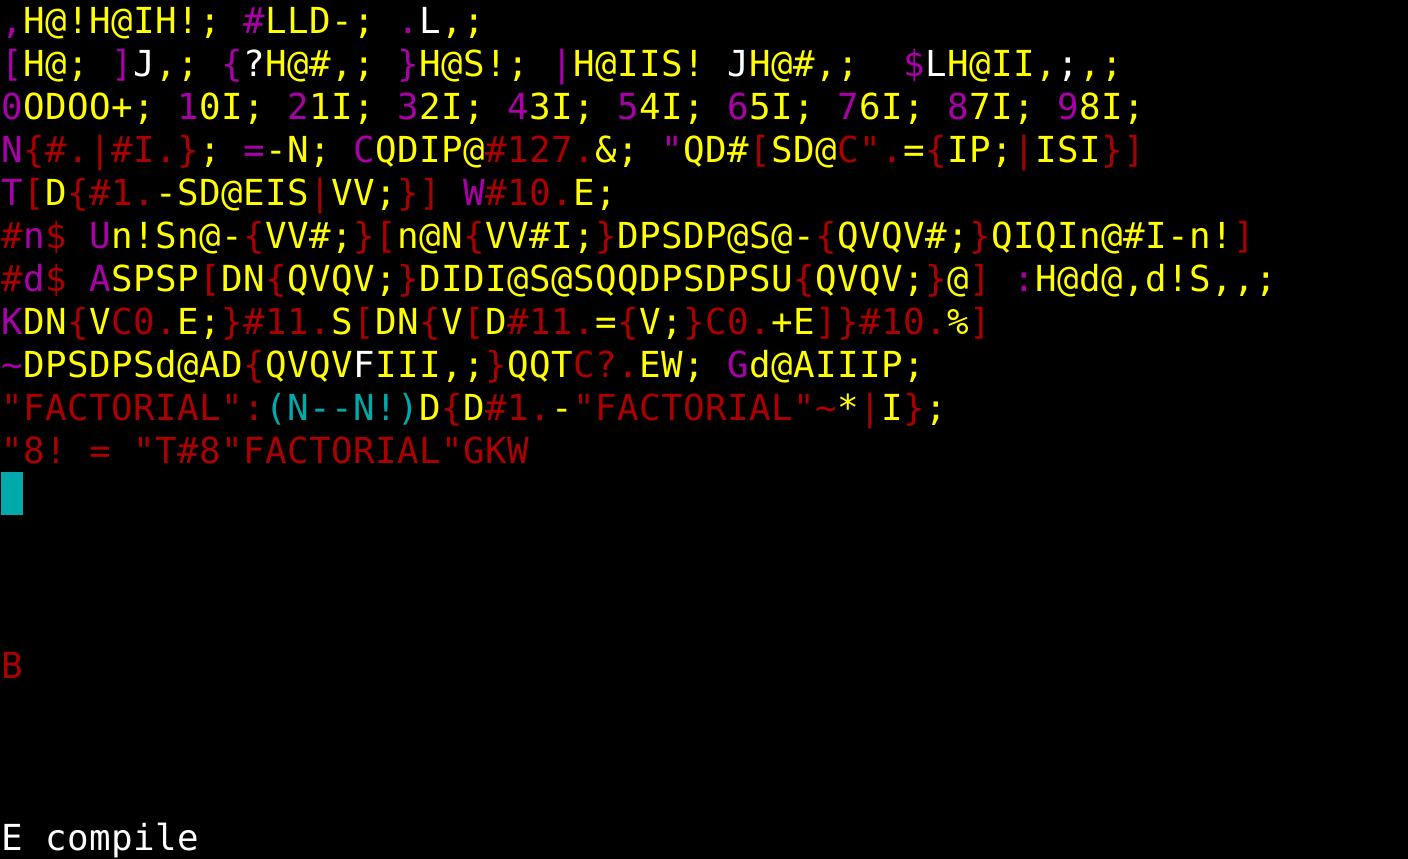 ,H@!H@IH!; #LLD-; .L,;
[H@; ]J,; {?H@#,; }H@S!; |H@IIS! JH@#,;  $LH@II,;,;
0ODOO+; 10I; 21I; 32I; 43I; 54I; 65I; 76I; 87I; 98I;
N{#.|#I.}; =-N; CQDIP@#127.&; "QD#[SD@C".={IP;|ISI}]
T[D{#1.-SD@EIS|VV;}] W#10.E;
#n$ Un!Sn@-{VV#;}[n@N{VV#I;}DPSDP@S@-{QVQV#;}QIQIn@#I-n!]
#d$ ASPSP[DN{QVQV;}DIDI@S@SQQDPSDPSU{QVQV;}@] :H@d@,d!S,,;
KDN{VC0.E;}#11.S[DN{V[D#11.={V;}C0.+E]}#10.%]
~DPSDPSd@AD{QVQVFIII,;}QQTC?.EW; Gd@AIIIP;
"FACTORIAL":(N--N!)D{D#1.-"FACTORIAL"~*|I};
"8! = "T#8"FACTORIAL"GKW
B
E compile